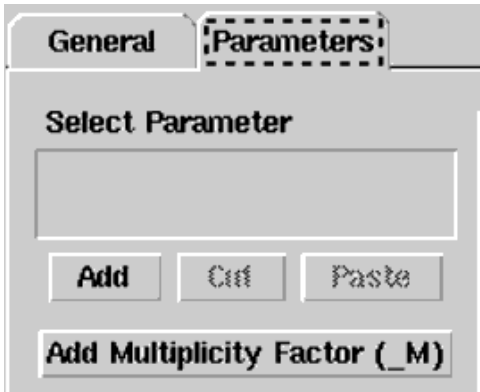 General Parameters
Select Parameter
Add Cut Paste
Add Multiplicity Factor (_M)